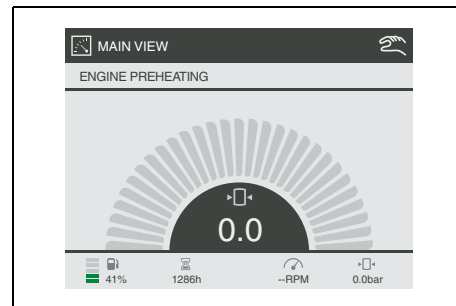 MAIN VIEW
ENGINE PREHEATING
0.0
41% 1286h --RPM 0.0bar